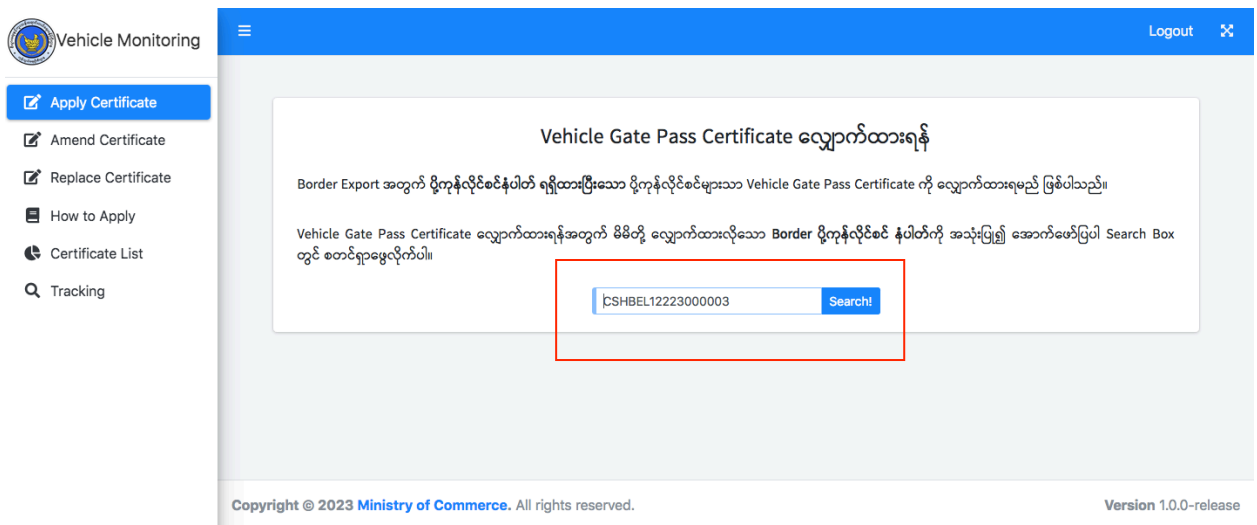 Vehicle Monitoring
Logout
Apply Certificate
Amend Certificate
Replace Certificate
How to Apply
Certificate List
Tracking
Vehicle Gate Pass Certificate လျှောက်ထားရန်
Border Export အတွက် ပို့ကုန်လိုင်စင်နံပါတ် ရရှိထားပြီးသော ပို့ကုန်လိုင်စင်များသာ Vehicle Gate Pass Certificate ကို လျှောက်ထားရမည် ဖြစ်ပါသည်။
Vehicle Gate Pass Certificate လျှောက်ထားရန်အတွက် မိမိတို့ လျှောက်ထားလိုသော Border ပို့ကုန်လိုင်စင် နံပါတ်ကို အသုံးပြု၍ အောက်ဖော်ပြပါ Search Box
တွင် စတင်ရှာဖွေလိုက်ပါ။
CSHBEL12223000003 Search!
Copyright © 2023 Ministry of Commerce. All rights reserved.
Version 1.0.0-release